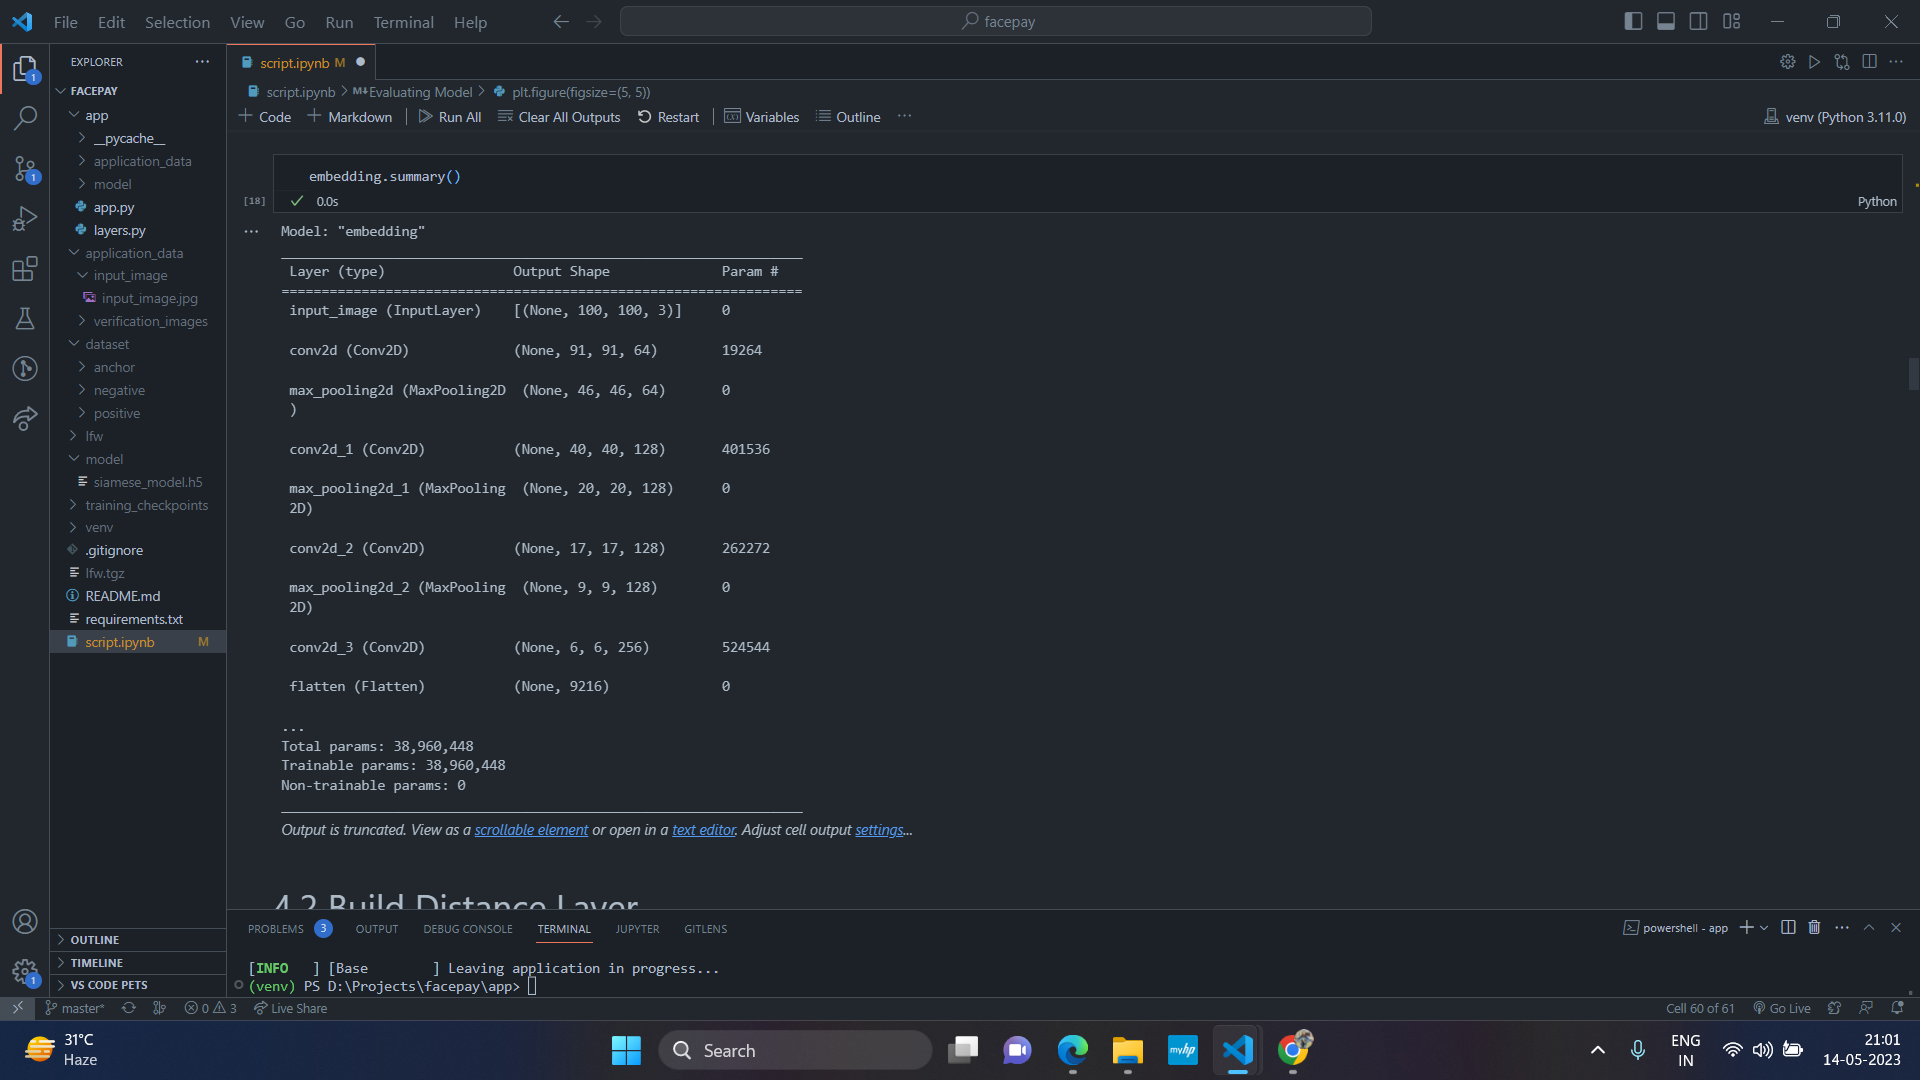 File Edit Selection View Go Run Terminal Help
facepay
EXPLORER
script.ipynb M
FACEPAY
script.ipynb > M↓Evaluating Model > plt.figure(figsize=(5, 5))
+ Code + Markdown Run All Clear All Outputs Restart Variables Outline ...
venv (Python 3.11.0)
app
__pycache__
application_data
model
app.py
layers.py
application_data
input_image
input_image.jpg
verification_images
dataset
anchor
negative
positive
lfw
model
siamese_model.h5
training_checkpoints
venv
.gitignore
lfw.tgz
README.md
requirements.txt
script.ipynb M
OUTLINE
TIMELINE
VS CODE PETS
embedding.summary()
[18] 0.0s
Python
Model: "embedding"
_________________________________________________________________
Layer (type) Output Shape Param #
=================================================================
input_image (InputLayer) [(None, 100, 100, 3)] 0
conv2d (Conv2D) (None, 91, 91, 64) 19264
max_pooling2d (MaxPooling2D (None, 46, 46, 64) 0
)
conv2d_1 (Conv2D) (None, 40, 40, 128) 401536
max_pooling2d_1 (MaxPooling (None, 20, 20, 128) 0
2D)
conv2d_2 (Conv2D) (None, 17, 17, 128) 262272
max_pooling2d_2 (MaxPooling (None, 9, 9, 128) 0
2D)
conv2d_3 (Conv2D) (None, 6, 6, 256) 524544
flatten (Flatten) (None, 9216) 0
...
Total params: 38,960,448
Trainable params: 38,960,448
Non-trainable params: 0
_________________________________________________________________
Output is truncated. View as a scrollable element or open in a text editor. Adjust cell output settings...
4.2 Build Distance Layer
PROBLEMS 3 OUTPUT DEBUG CONSOLE TERMINAL JUPYTER GITLENS
powershell - app
[INFO ] [Base ] Leaving application in progress...
(venv) PS D:\Projects\facepay\app>
master* 0 3 Live Share
Cell 60 of 61 Go Live
31°C
Haze
Search
myhp
ENG
IN
21:01
14-05-2023
1
1
1